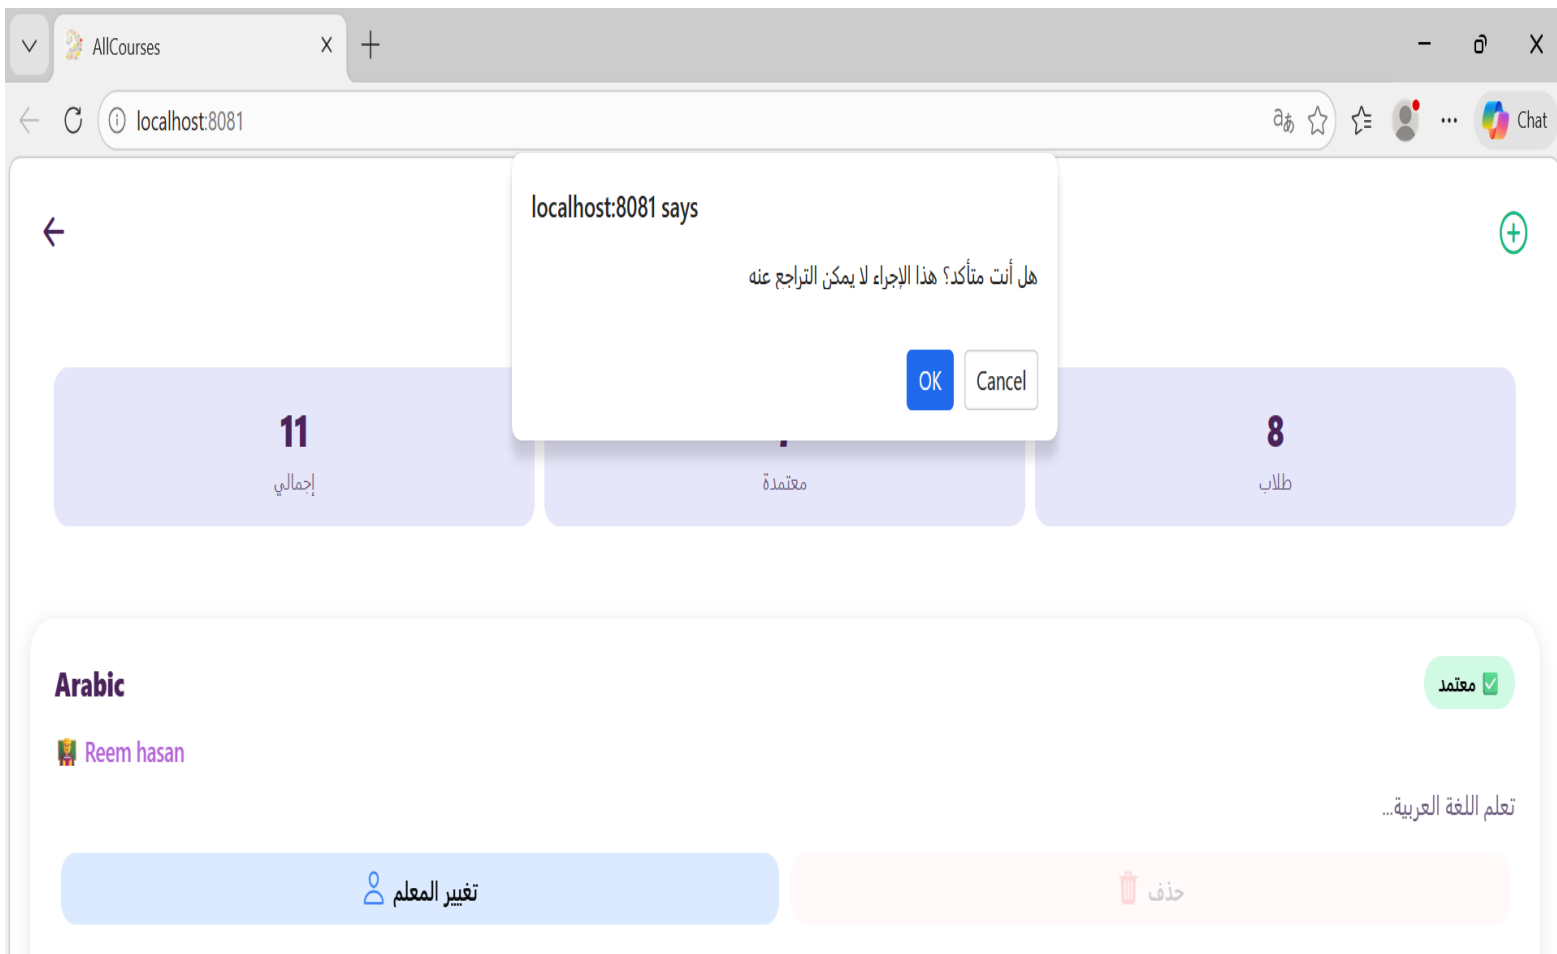 AllCourses
localhost:8081
Chat
localhost:8081 says
هل أنت متأكد؟ هذا الإجراء لا يمكن التراجع عنه
OK
Cancel
11
إجمالي
معتمدة
8
طلاب
Arabic
معتمد
Reem hasan
تعلم اللغة العربية...
تغيير المعلم
حذف